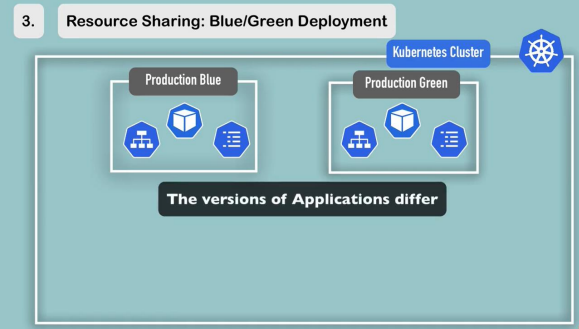 3.
Resource Sharing: Blue/Green Deployment
Kubernetes Cluster
Production Blue
Production Green
The versions of Applications differ